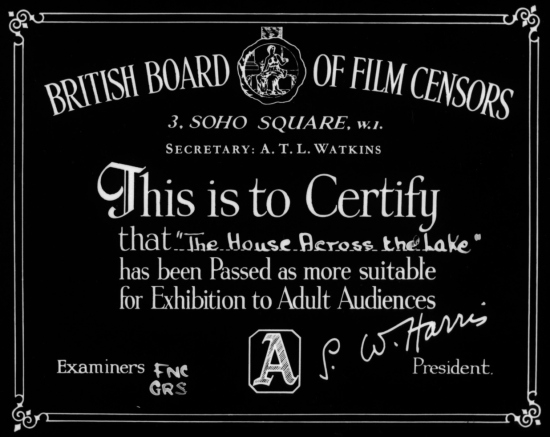 BRITISH BOARD OF FILM CENSORS
3, SOHO SQUARE, W.1.
SECRETARY: A. T. L. WATKINS
This is to Certify
that "The House Across the Lake"
has been Passed as more suitable
for Exhibition to Adult Audiences
A
S. W. Harris
Examiners FNC
GRS
President.